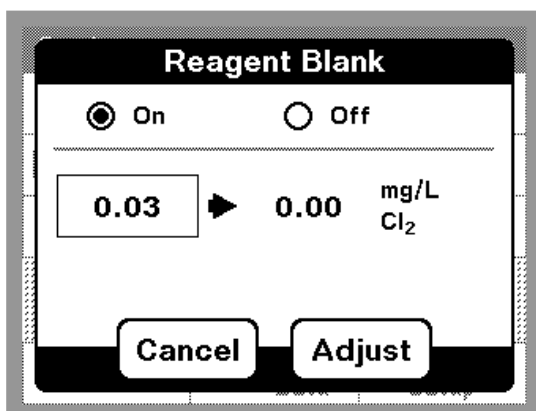 Reagent Blank
On Off
0.03 0.00 mg/L
Cl₂
Cancel Adjust